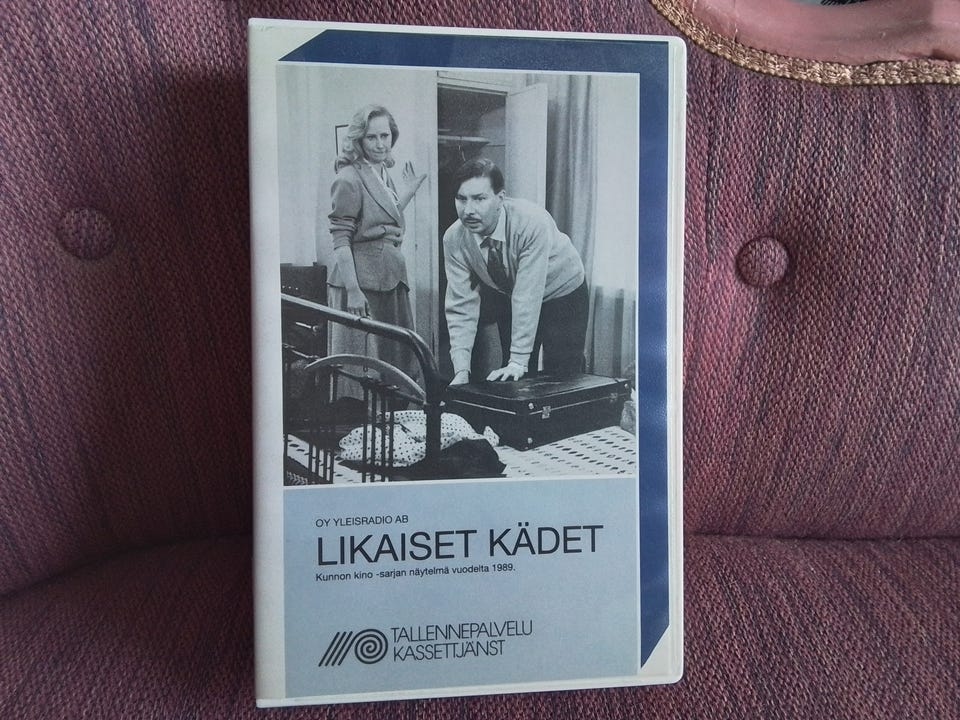 OY YLEISRADIO AB
LIKAISET KÄDET
Kunnon kino -sarjan näytelmä vuodelta 1989.
TALLENNEPALVELU
KASSETTJÄNST